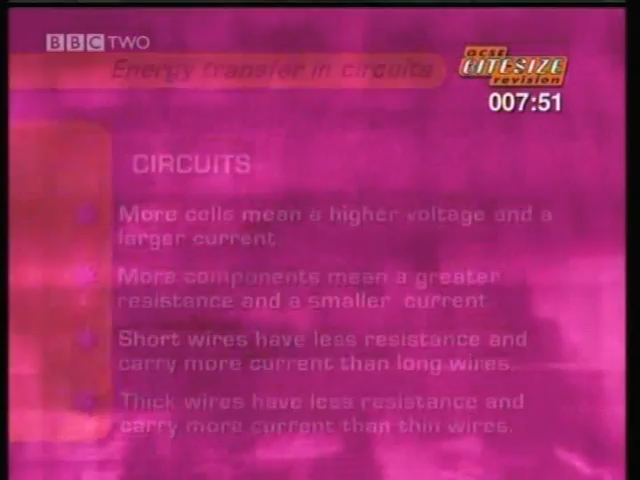 BBC TWO
GCSE
BITESIZE
revision
Energy transfer in circuits
007:51
CIRCUITS
More cells mean a higher voltage and a
larger current.
More components mean a greater
resistance and a smaller current.
Short wires have less resistance and
carry more current than long wires.
Thick wires have less resistance and
carry more current than thin wires.